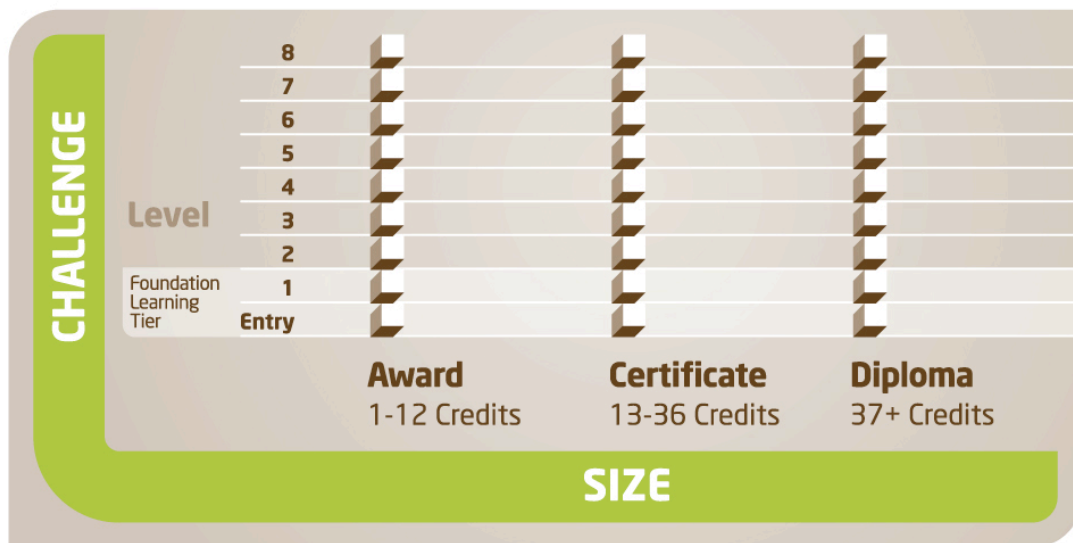 CHALLENGE
Level
8
7
6
5
4
3
2
1
Entry
Foundation
Learning
Tier
Award
1-12 Credits
Certificate
13-36 Credits
Diploma
37+ Credits
SIZE